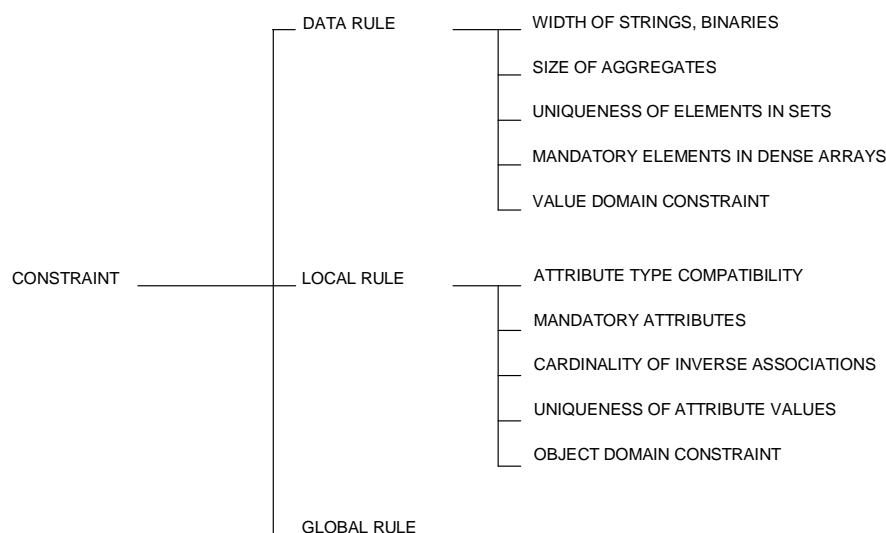 DATA RULE
WIDTH OF STRINGS, BINARIES
SIZE OF AGGREGATES
UNIQUENESS OF ELEMENTS IN SETS
MANDATORY ELEMENTS IN DENSE ARRAYS
VALUE DOMAIN CONSTRAINT
CONSTRAINT
LOCAL RULE
ATTRIBUTE TYPE COMPATIBILITY
MANDATORY ATTRIBUTES
CARDINALITY OF INVERSE ASSOCIATIONS
UNIQUENESS OF ATTRIBUTE VALUES
OBJECT DOMAIN CONSTRAINT
GLOBAL RULE